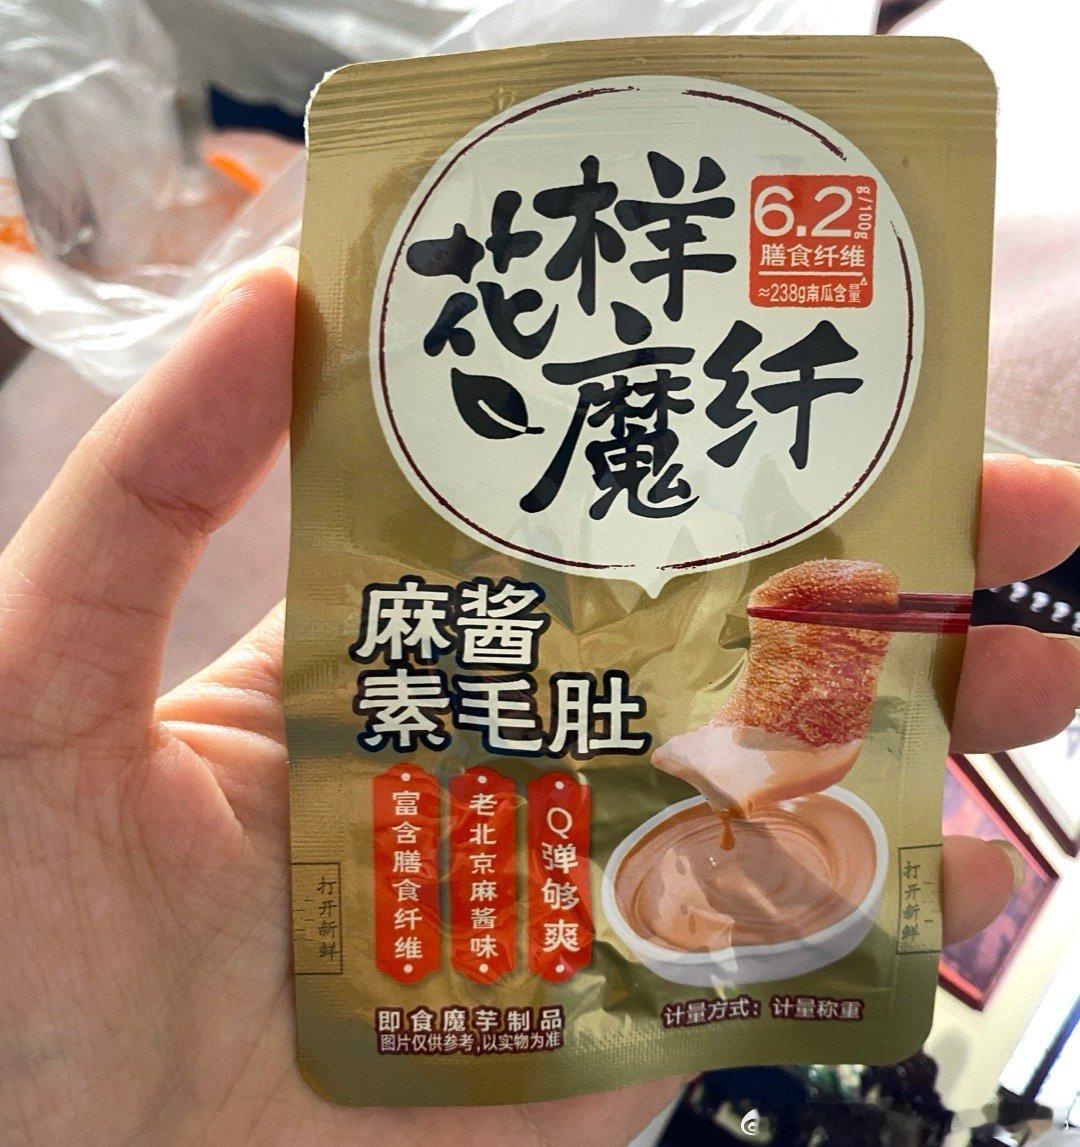 花样
魔纤
6.2g/100g
膳食纤维
≈238g南瓜含量△
麻酱
素毛肚
富含膳食纤维
老北京麻酱味
Q弹够爽
打开新鲜
打开新鲜
即食魔芋制品
图片仅供参考,以实物为准
计量方式：计量称重
????